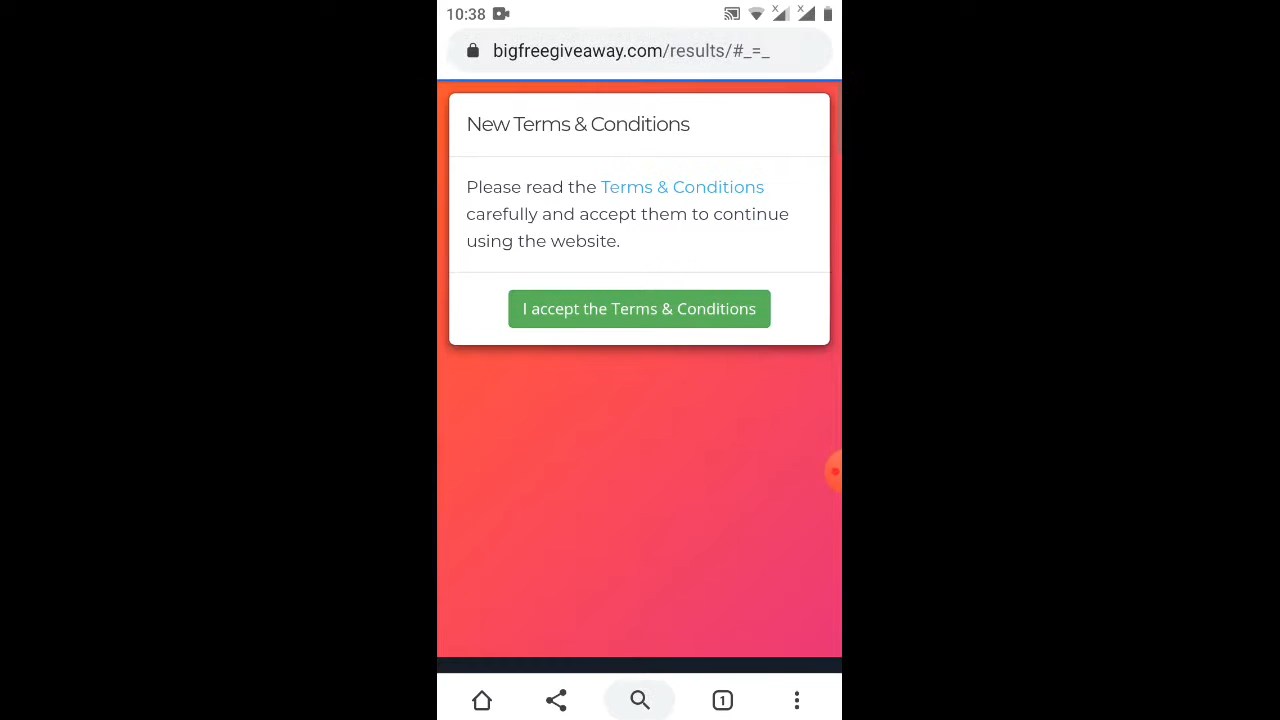 10:38
bigfreegiveaway.com/results/#_=_
New Terms & Conditions
Please read the Terms & Conditions
carefully and accept them to continue
using the website.
I accept the Terms & Conditions
1